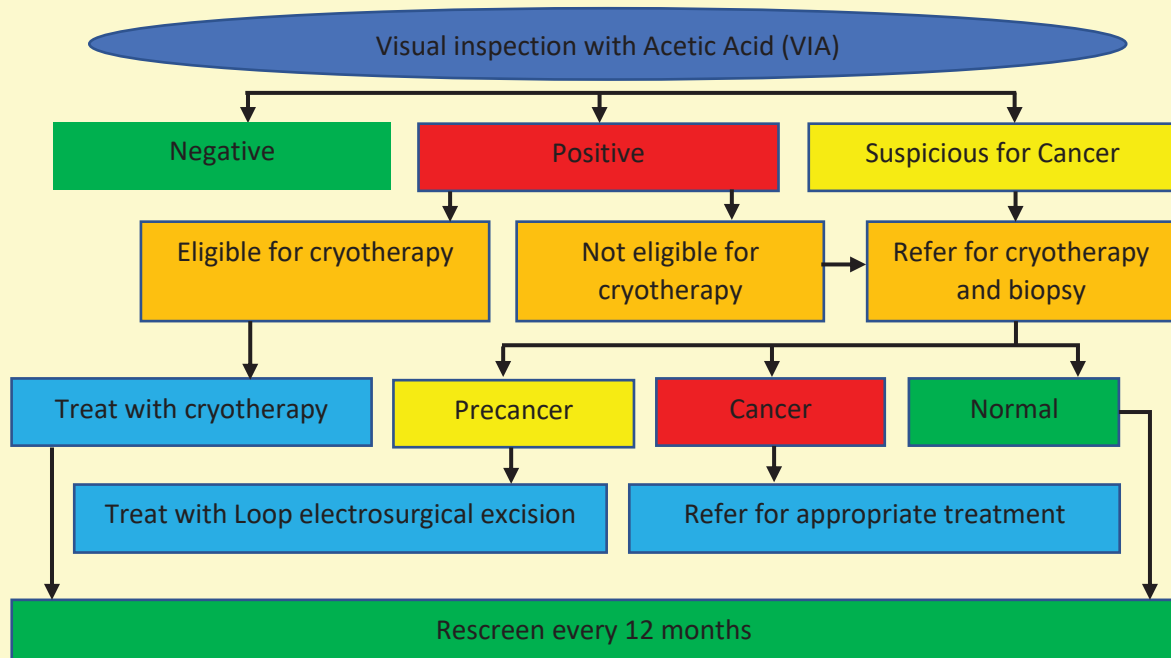 Visual inspection with Acetic Acid (VIA)
Negative
Positive
Suspicious for Cancer
Eligible for cryotherapy
Not eligible for
cryotherapy
Refer for cryotherapy
and biopsy
Treat with cryotherapy
Precancer
Cancer
Normal
Treat with Loop electrosurgical excision
Refer for appropriate treatment
Rescreen every 12 months